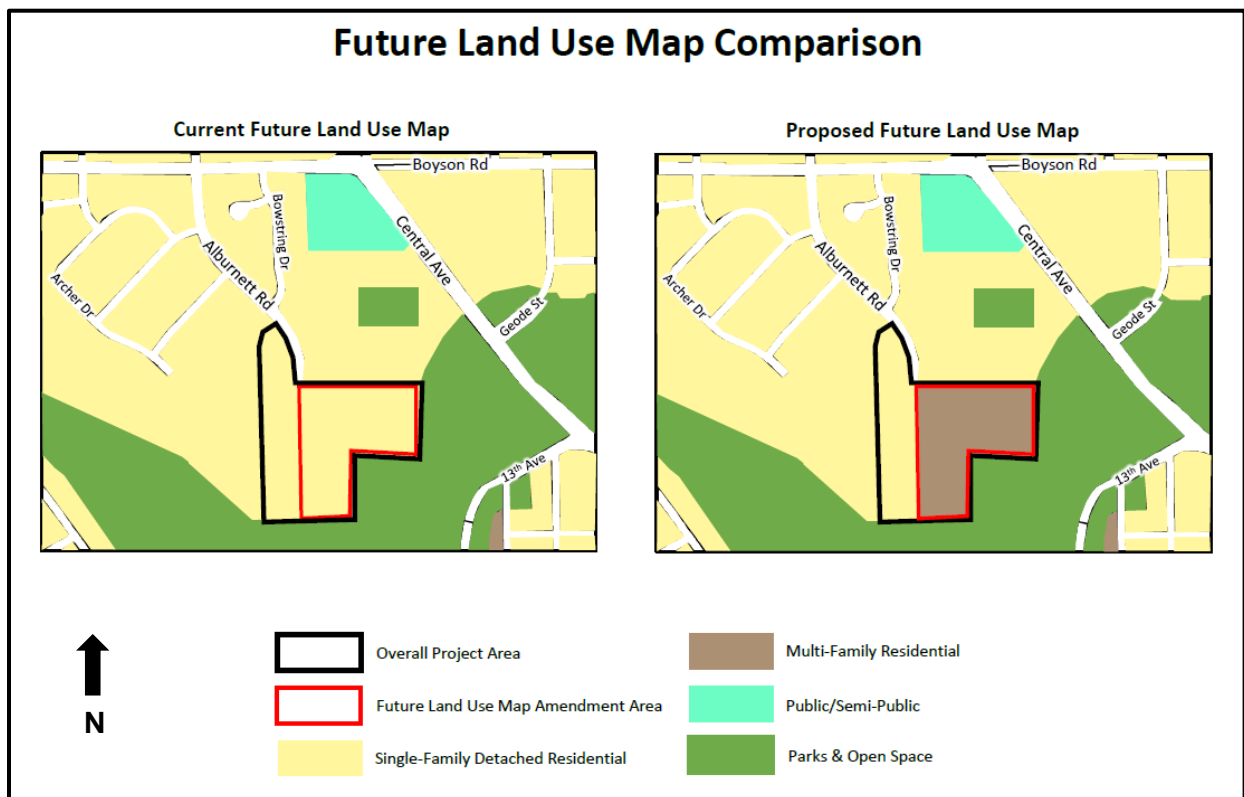 Future Land Use Map Comparison
Current Future Land Use Map
Proposed Future Land Use Map
Boyson Rd
Bowstring Dr
Central Ave
Alburnett Rd
Archer Dr
Geode St
13th Ave
Boyson Rd
Bowstring Dr
Central Ave
Alburnett Rd
Archer Dr
Geode St
13th Ave
N
Overall Project Area
Future Land Use Map Amendment Area
Single-Family Detached Residential
Multi-Family Residential
Public/Semi-Public
Parks & Open Space